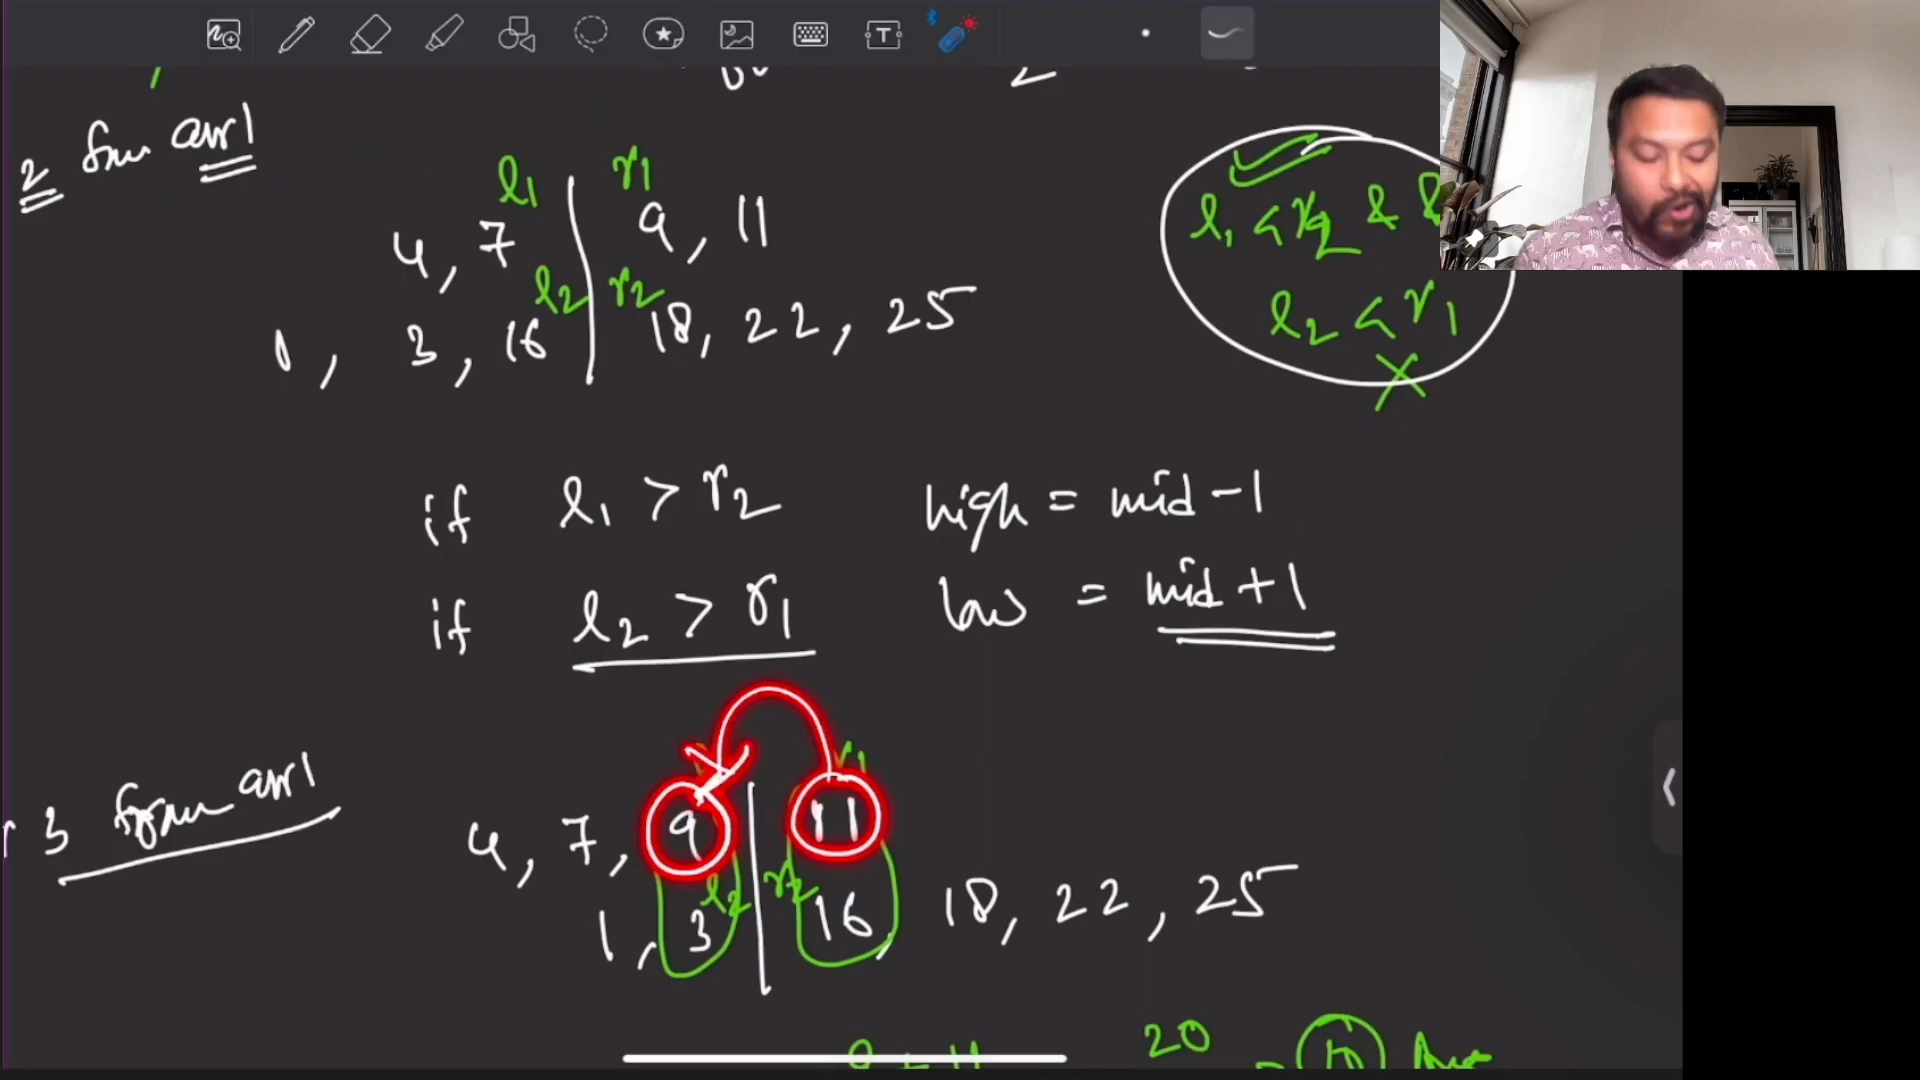 2 from arr1
l1 r1
4, 7 9, 11
l2 r2
1, 3, 16 18, 22, 25
l1 < r2 &
l2 < r1
if l1 > r2 high = mid - 1
if l2 > r1 low = mid + 1
3 from arr1
r1
4, 7, 9 11
l2 r2
1, 3 16, 18, 22, 25
20
10 Ans